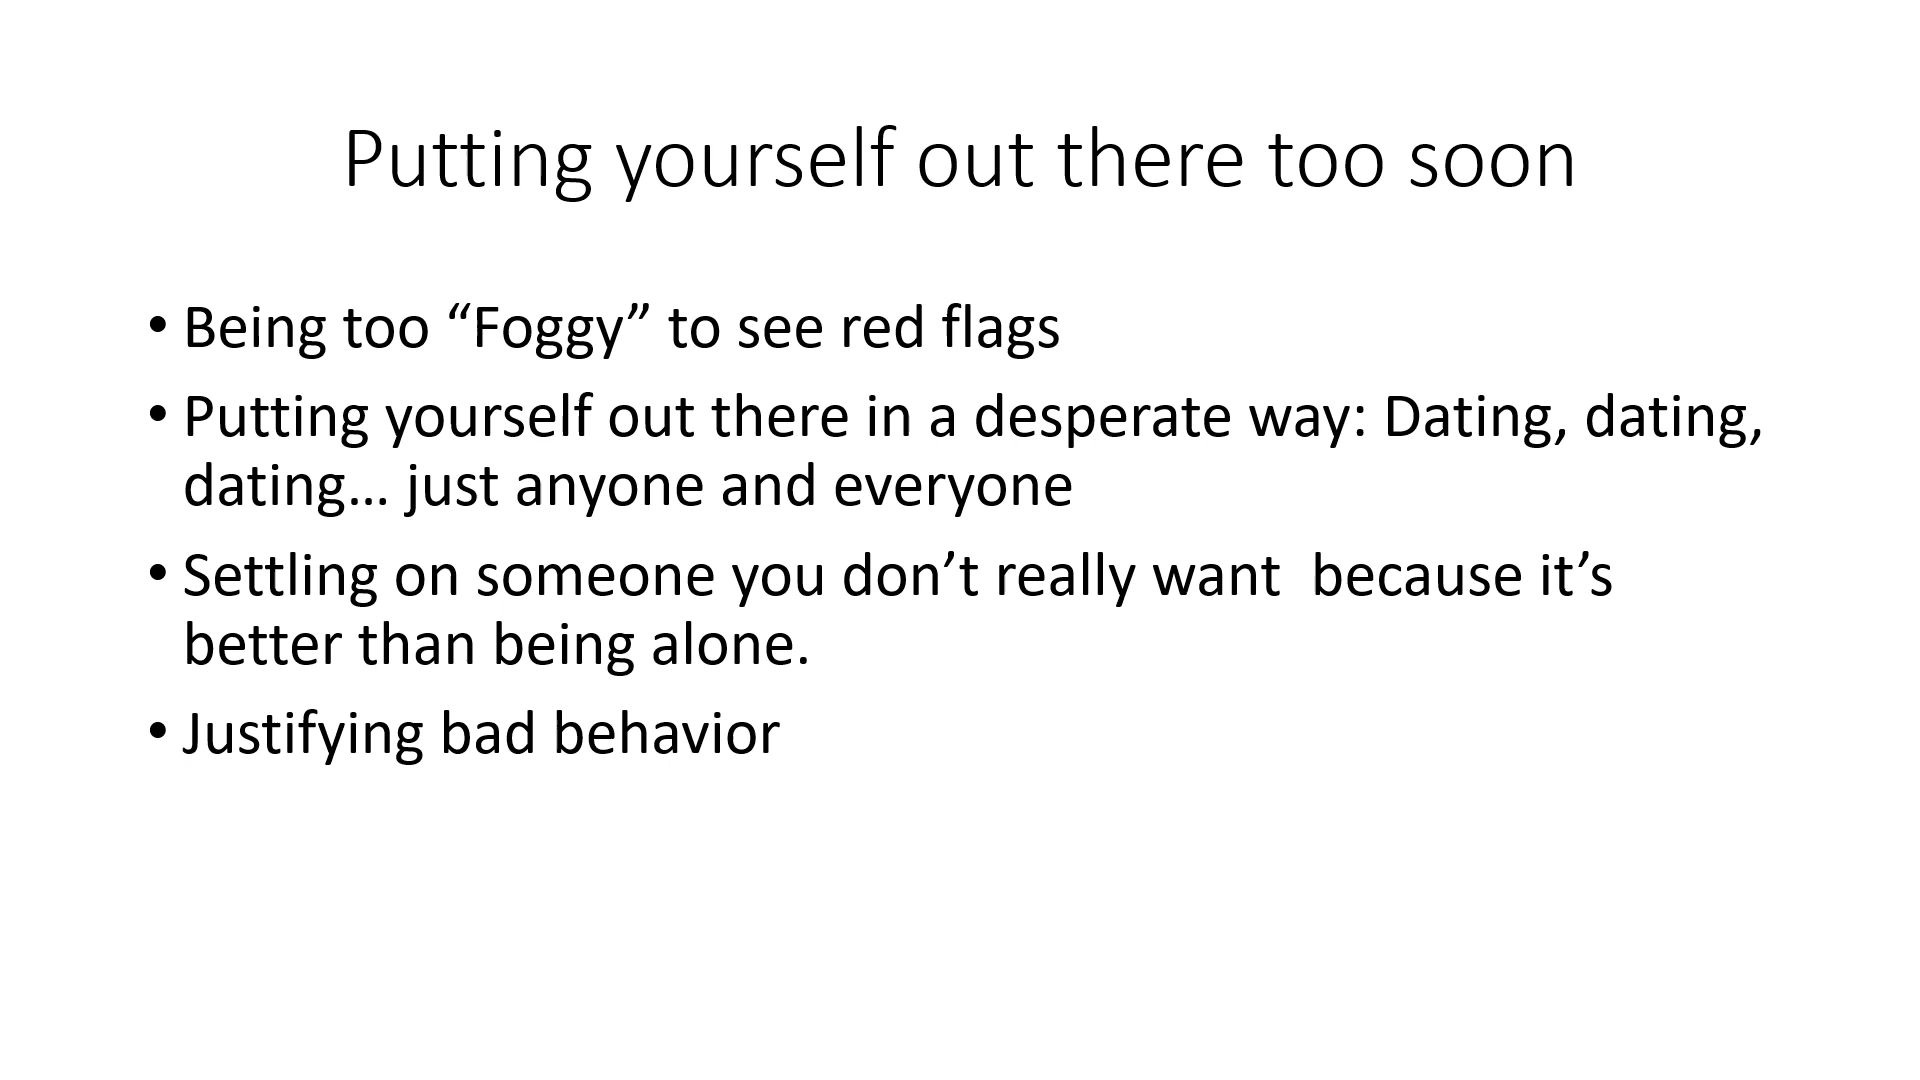 Putting yourself out there too soon
• Being too “Foggy” to see red flags
• Putting yourself out there in a desperate way: Dating, dating,
dating… just anyone and everyone
• Settling on someone you don’t really want  because it’s
better than being alone.
• Justifying bad behavior